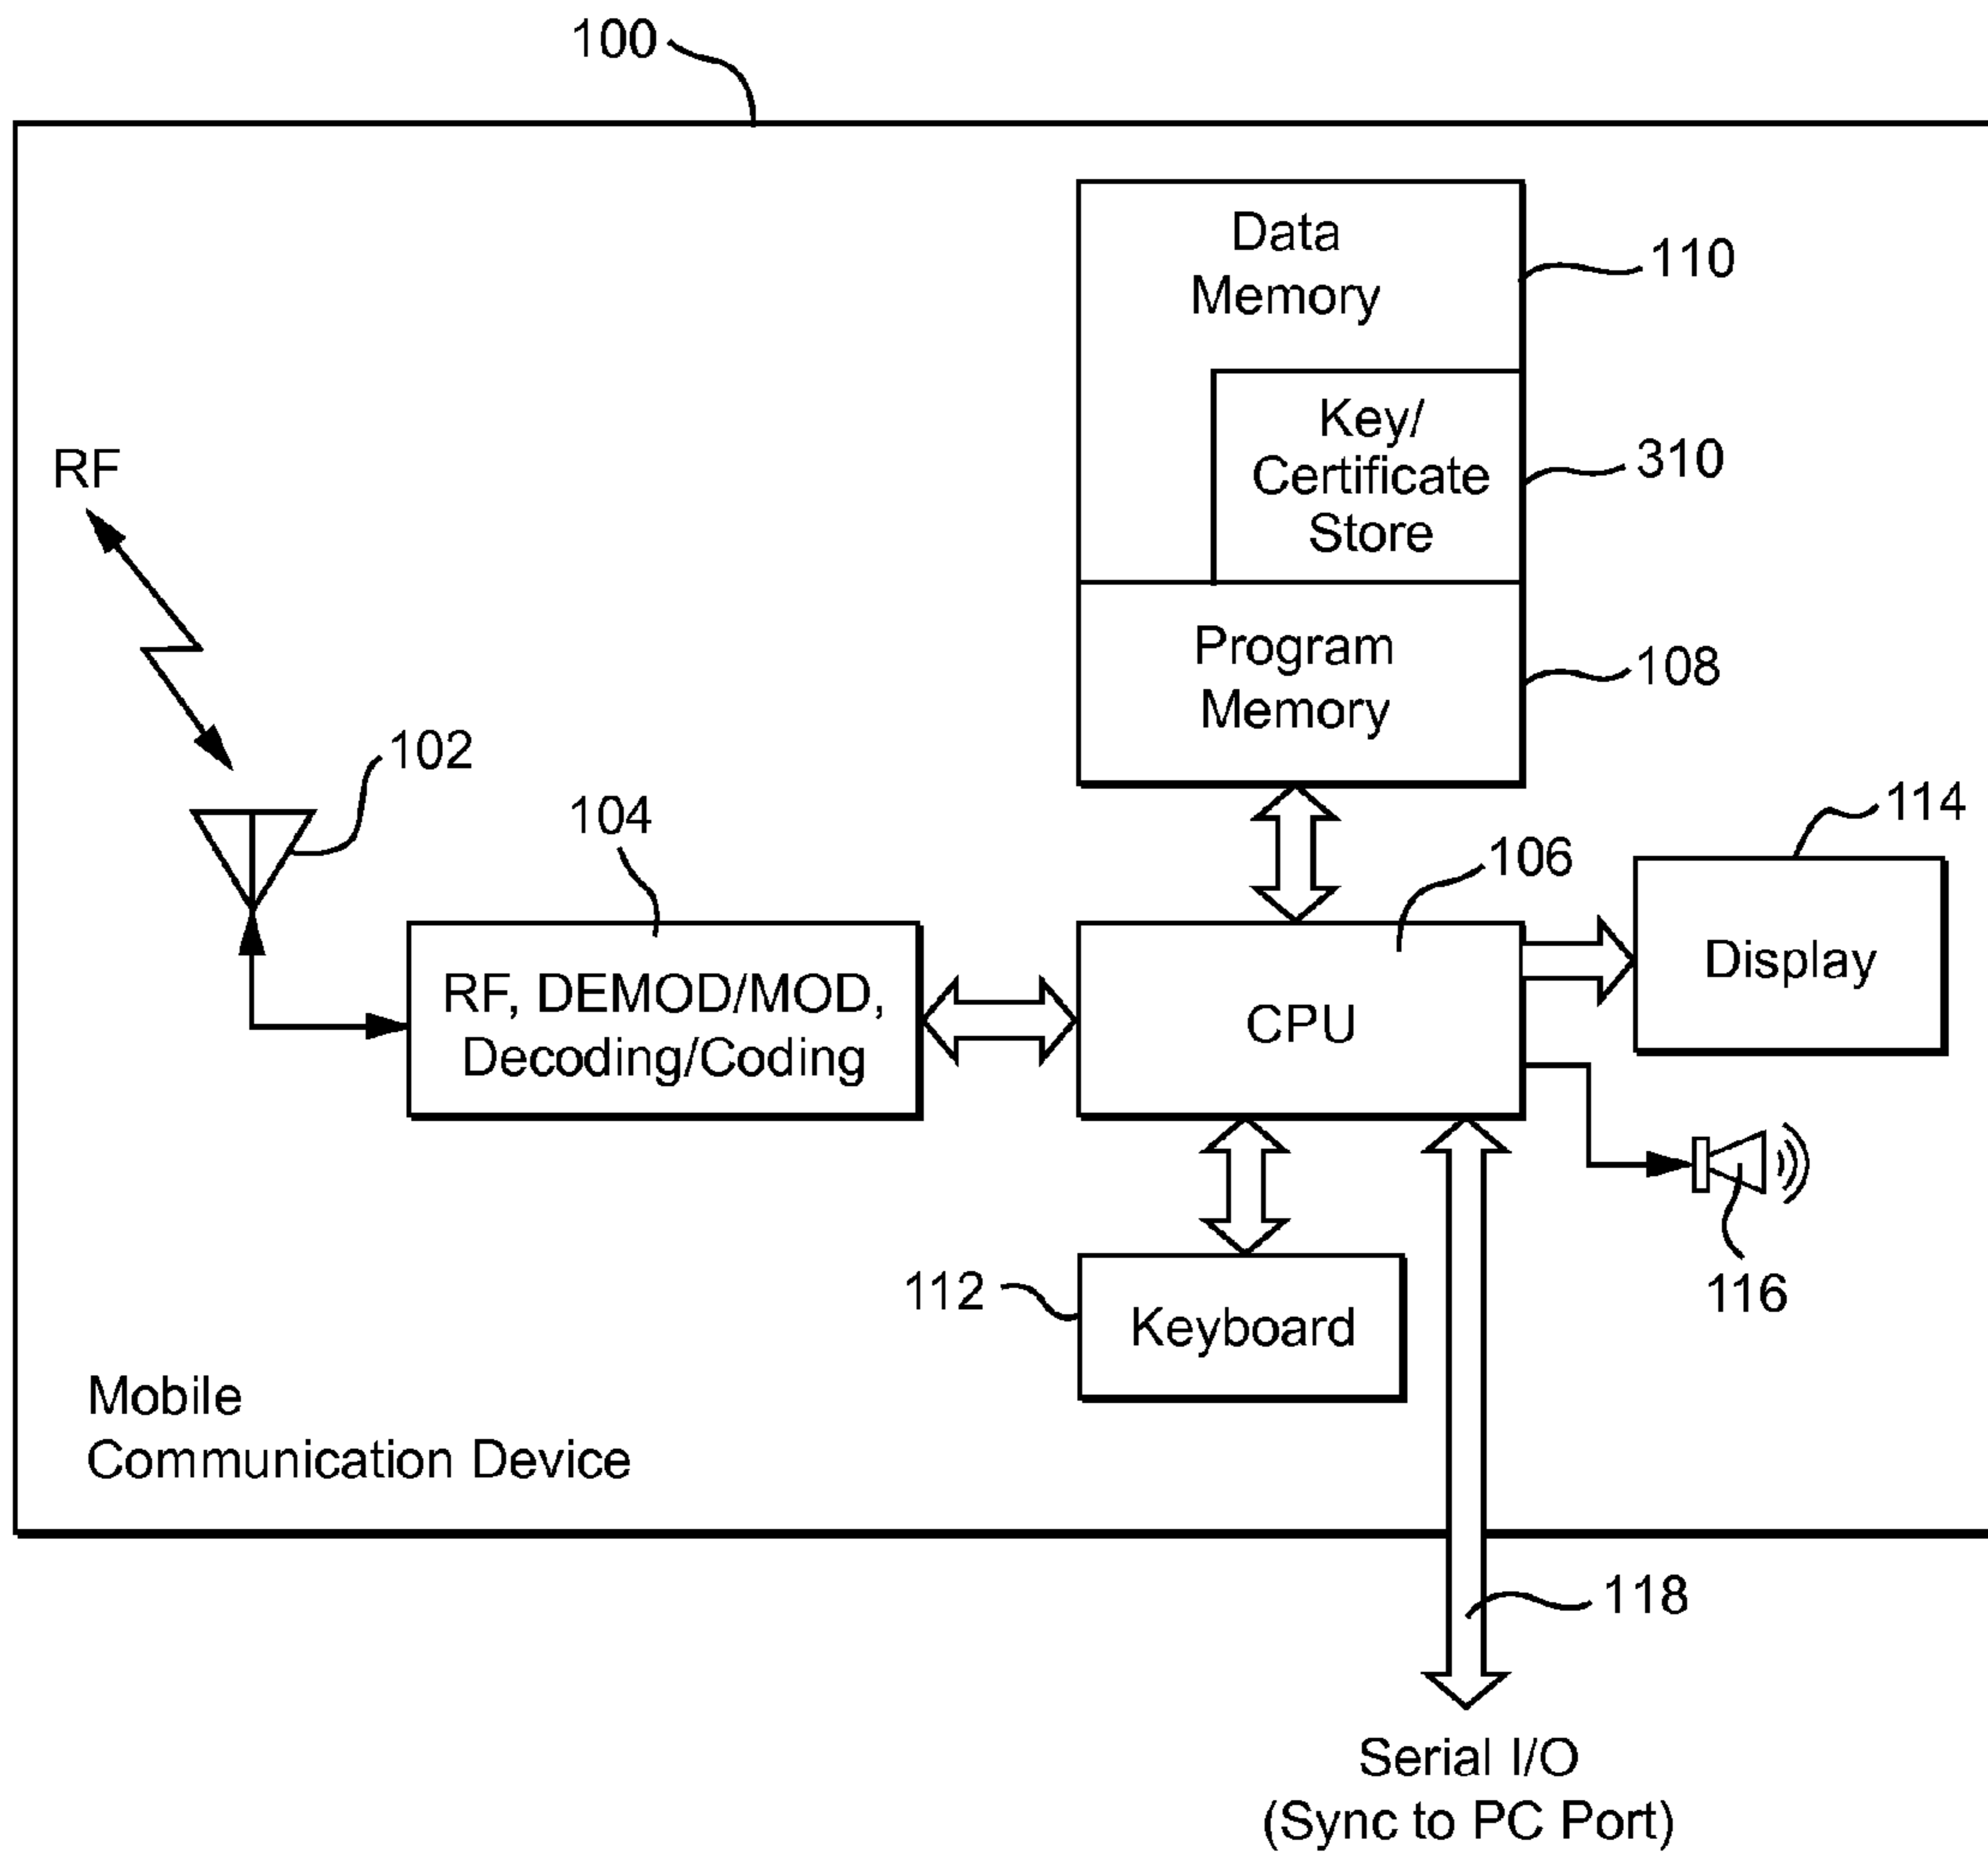 100
Data
Memory
110
Key/
Certificate
Store
310
RF
Program
Memory
108
102
104
114
106
RF, DEMOD/MOD,
Decoding/Coding
CPU
Display
112
Keyboard
116
Mobile
Communication Device
118
Serial I/O
(Sync to PC Port)